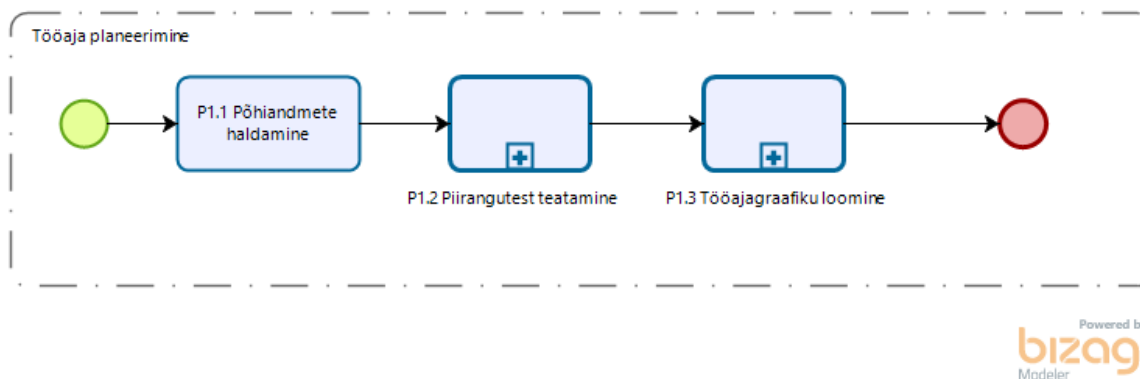 Tööaja planeerimine
P1.1 Põhiandmete
haldamine
P1.2 Piirangutest teatamine
P1.3 Tööajagraafiku loomine
Powered b
bizag
Modeler